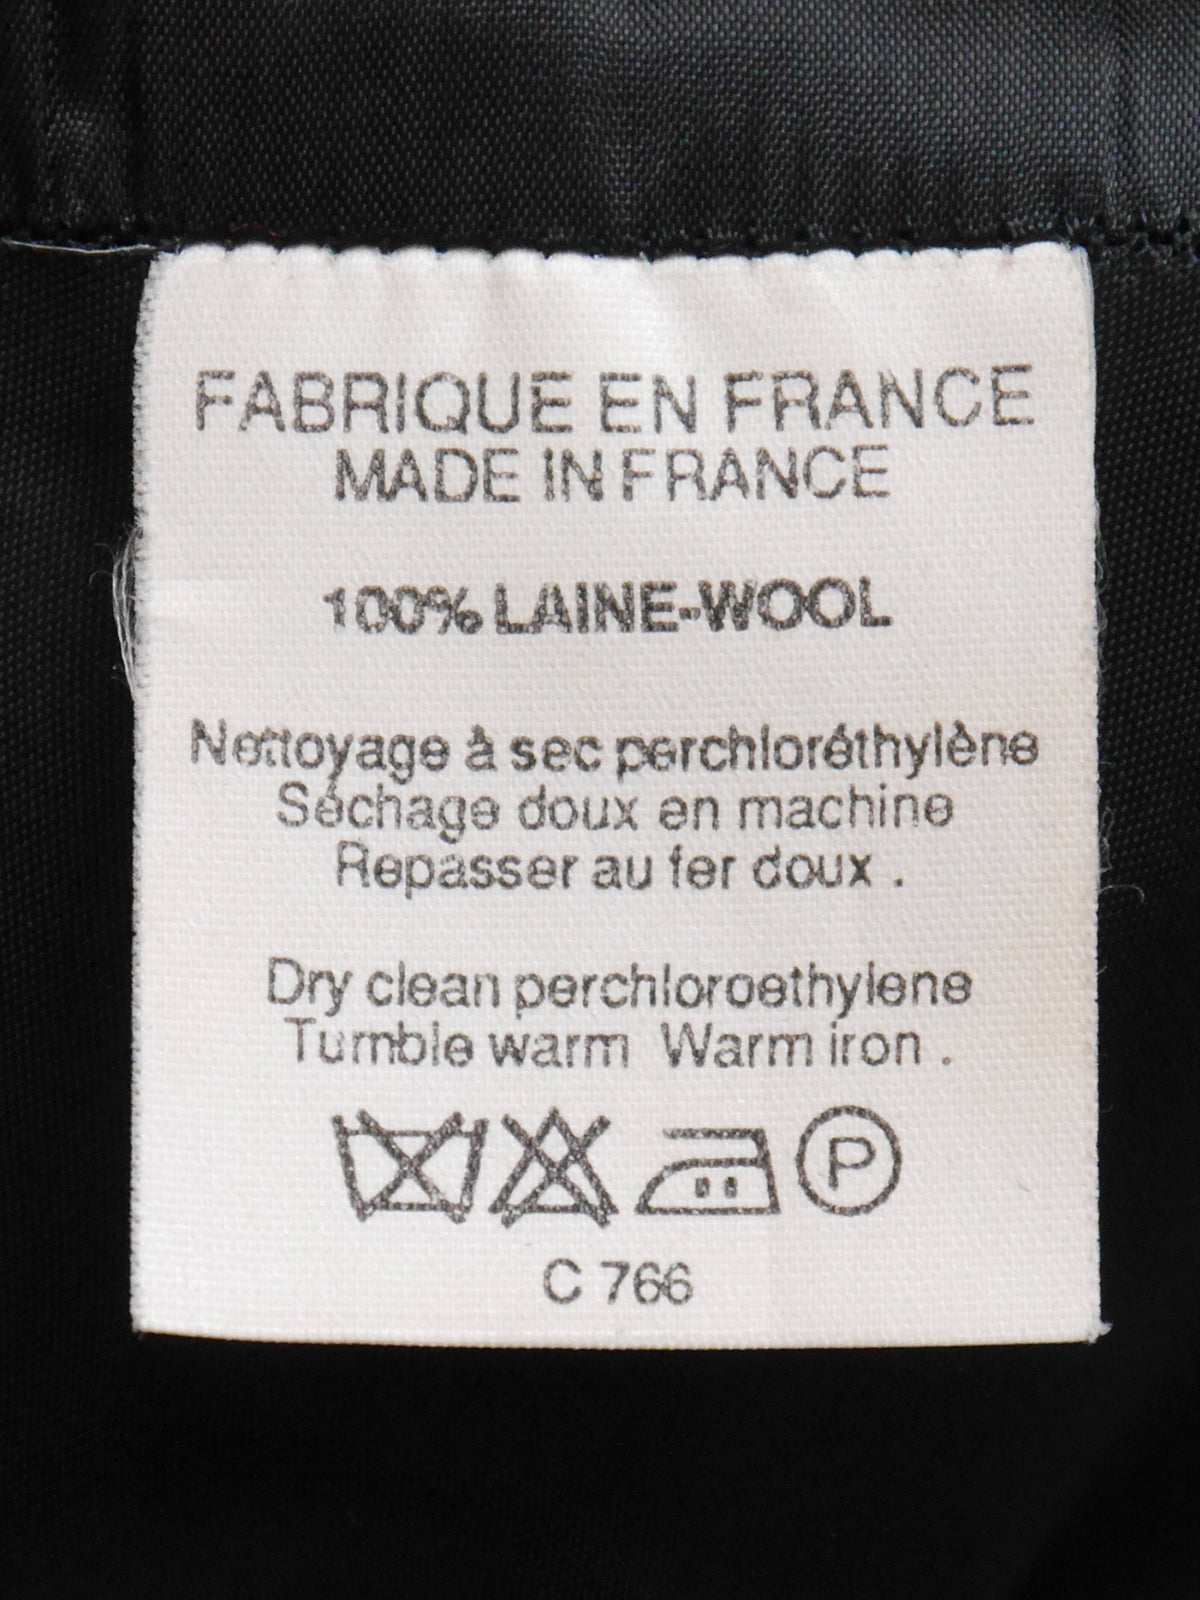 FABRIQUE EN FRANCE
MADE IN FRANCE
100% LAINE-WOOL
Nettoyage à sec perchloréthylène
Séchage doux en machine
Repasser au fer doux .
Dry clean perchloroethylene
Tumble warm Warm iron .
P
C 766